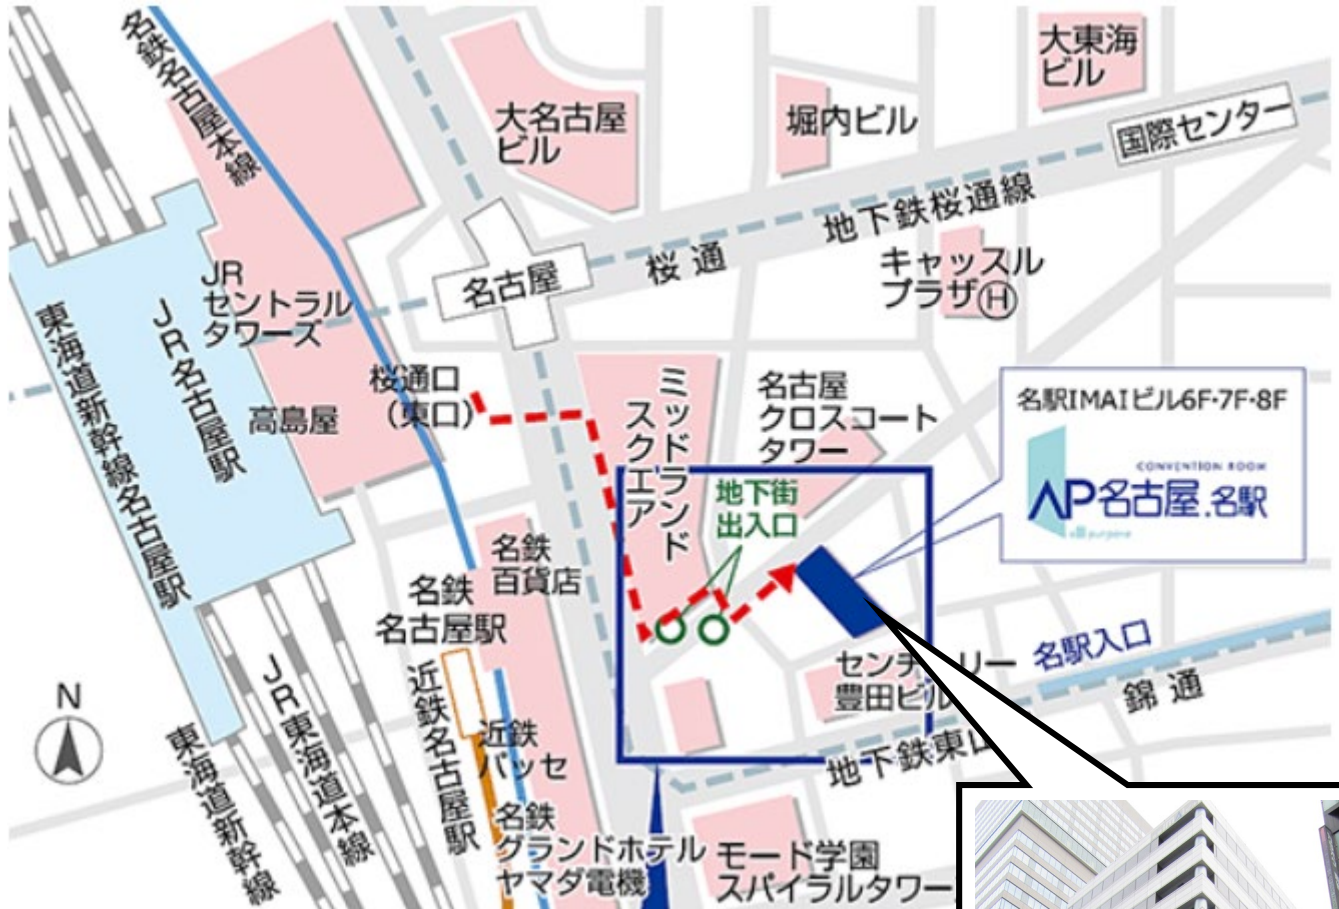 名鉄名古屋本線
大名古屋
ビル
堀内ビル
大東海
ビル
国際センター
地下鉄桜通線
桜通
名古屋
キャッスル
プラザ(H)
JR
セントラル
タワーズ
JR名古屋駅
東海道新幹線名古屋駅
高島屋
桜通口
(東口)
ミッドランド
スクエア
名古屋
クロスコート
タワー
名駅IMAIビル6F・7F・8F
CONVENTION ROOM
AP名古屋.名駅
地下街
出入口
名鉄
百貨店
名鉄
名古屋駅
近鉄名古屋駅
近鉄
パッセ
センチュリー
豊田ビル
名駅入口
錦通
地下鉄東山
N
JR東海道本線
東海道新幹線
名鉄
グランドホテル
ヤマダ電機
モード学園
スパイラルタワー